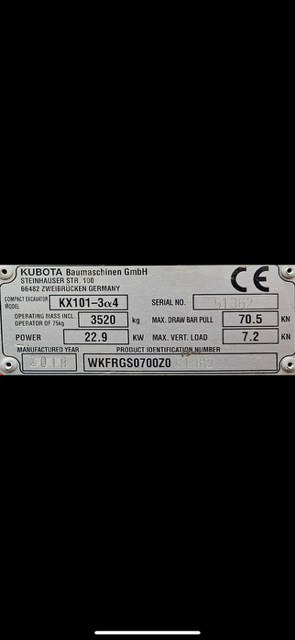 KUBOTA Baumaschinen GmbH
STEINHAUSER STR. 100
66482 ZWEIBRÜCKEN GERMANY
CE
COMPACT EXCAVATOR MODEL KX101-3α4 SERIAL NO. 51362
OPERATING MASS INCL. OPERATOR OF 75kg 3520 kg MAX. DRAW BAR PULL 70.5 KN
POWER 22.9 KW MAX. VERT. LOAD 7.2 KN
MANUFACTURED YEAR PRODUCT IDENTIFICATION NUMBER
2018 WKFRGS0700Z0